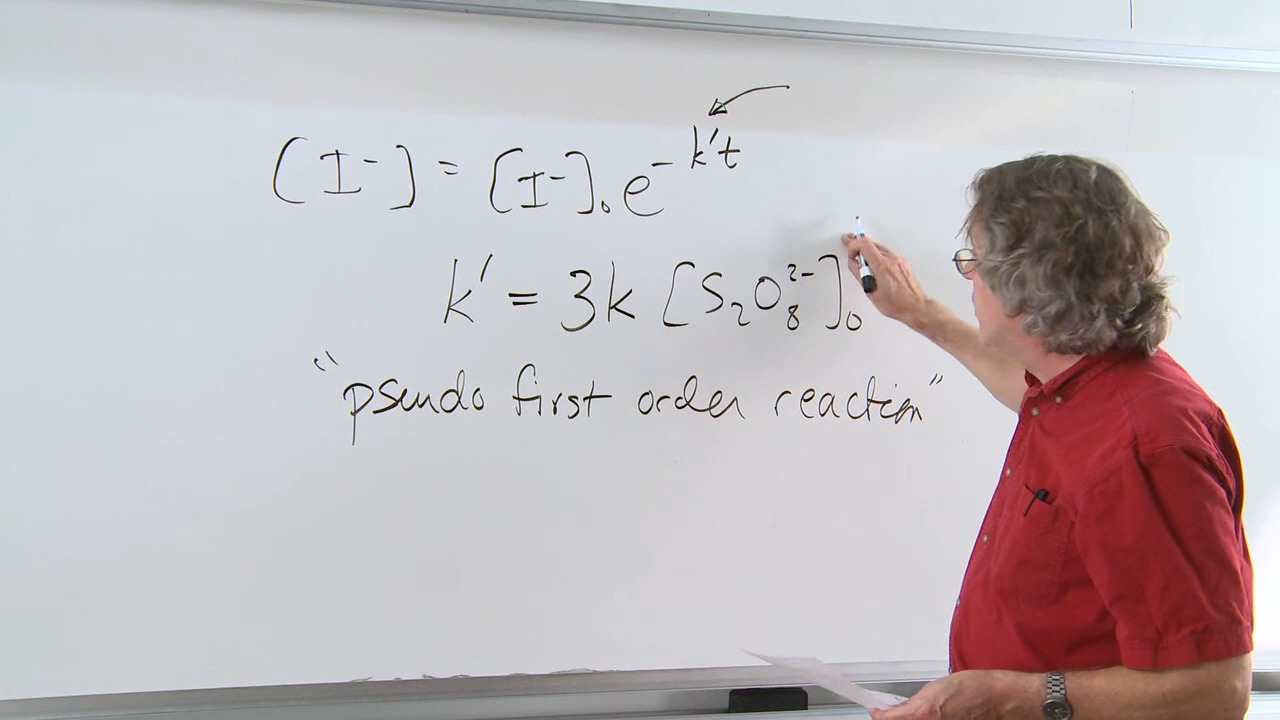 [I⁻] = [I⁻]₀ e^(-k't)
k' = 3k [S₂O₈²⁻]₀
"pseudo first order reaction"